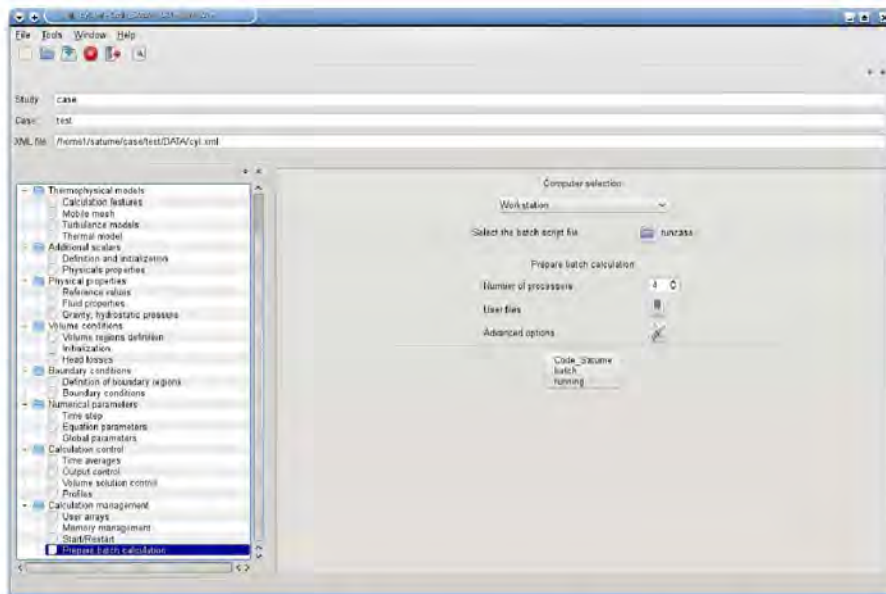 File Tools Window Help
Study case
Case: test
XML file /home1/saturne/case/test/DATA/cyl.xml
Thermophysical models
Calculation features
Mobile mesh
Turbulence models
Thermal model
Additional scalars
Definition and initialization
Physicals properties
Physical properties
Reference values
Fluid properties
Gravity, hydrostatic pressure
Volume conditions
Volume regions definition
Initialization
Head losses
Boundary conditions
Definition of boundary regions
Boundary conditions
Numerical parameters
Time step
Equation parameters
Global parameters
Calculation control
Time averages
Output control
Volume solution control
Profiles
Calculation management
User arrays
Memory management
Start/Restart
Prepare batch calculation
Computer selection
Workstation
Select the batch script file runcase
Prepare batch calculation
Number of processors 4
User files
Advanced options
Code_Saturne
batch
running